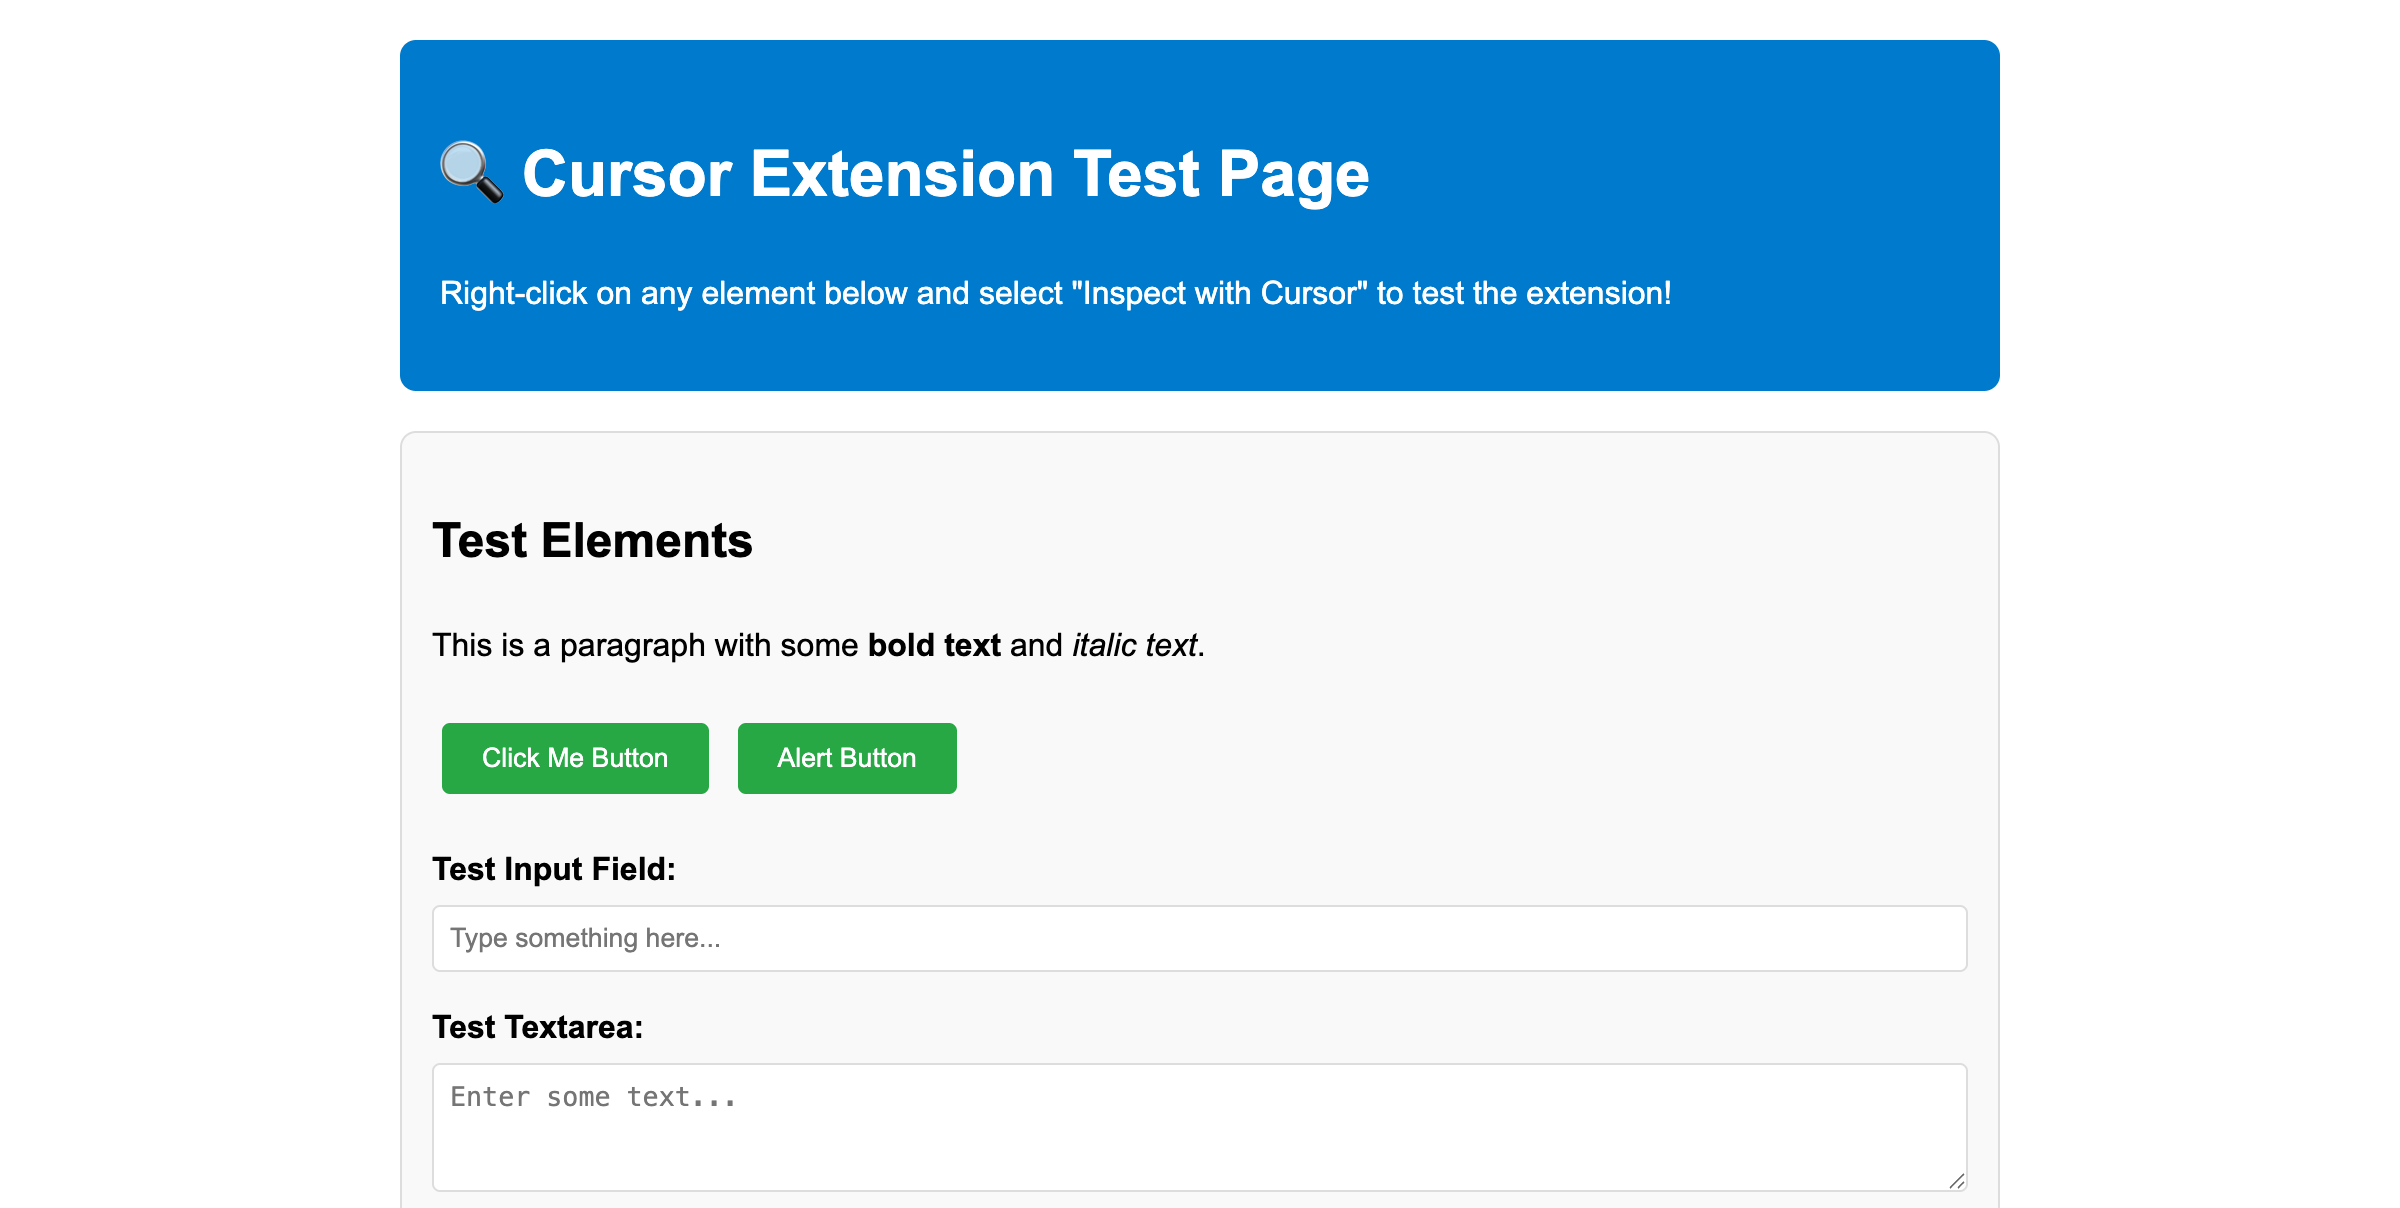 🔍 Cursor Extension Test Page
Right-click on any element below and select "Inspect with Cursor" to test the extension!
Test Elements
This is a paragraph with some bold text and italic text.
Click Me Button
Alert Button
Test Input Field:
Type something here...
Test Textarea:
Enter some text...